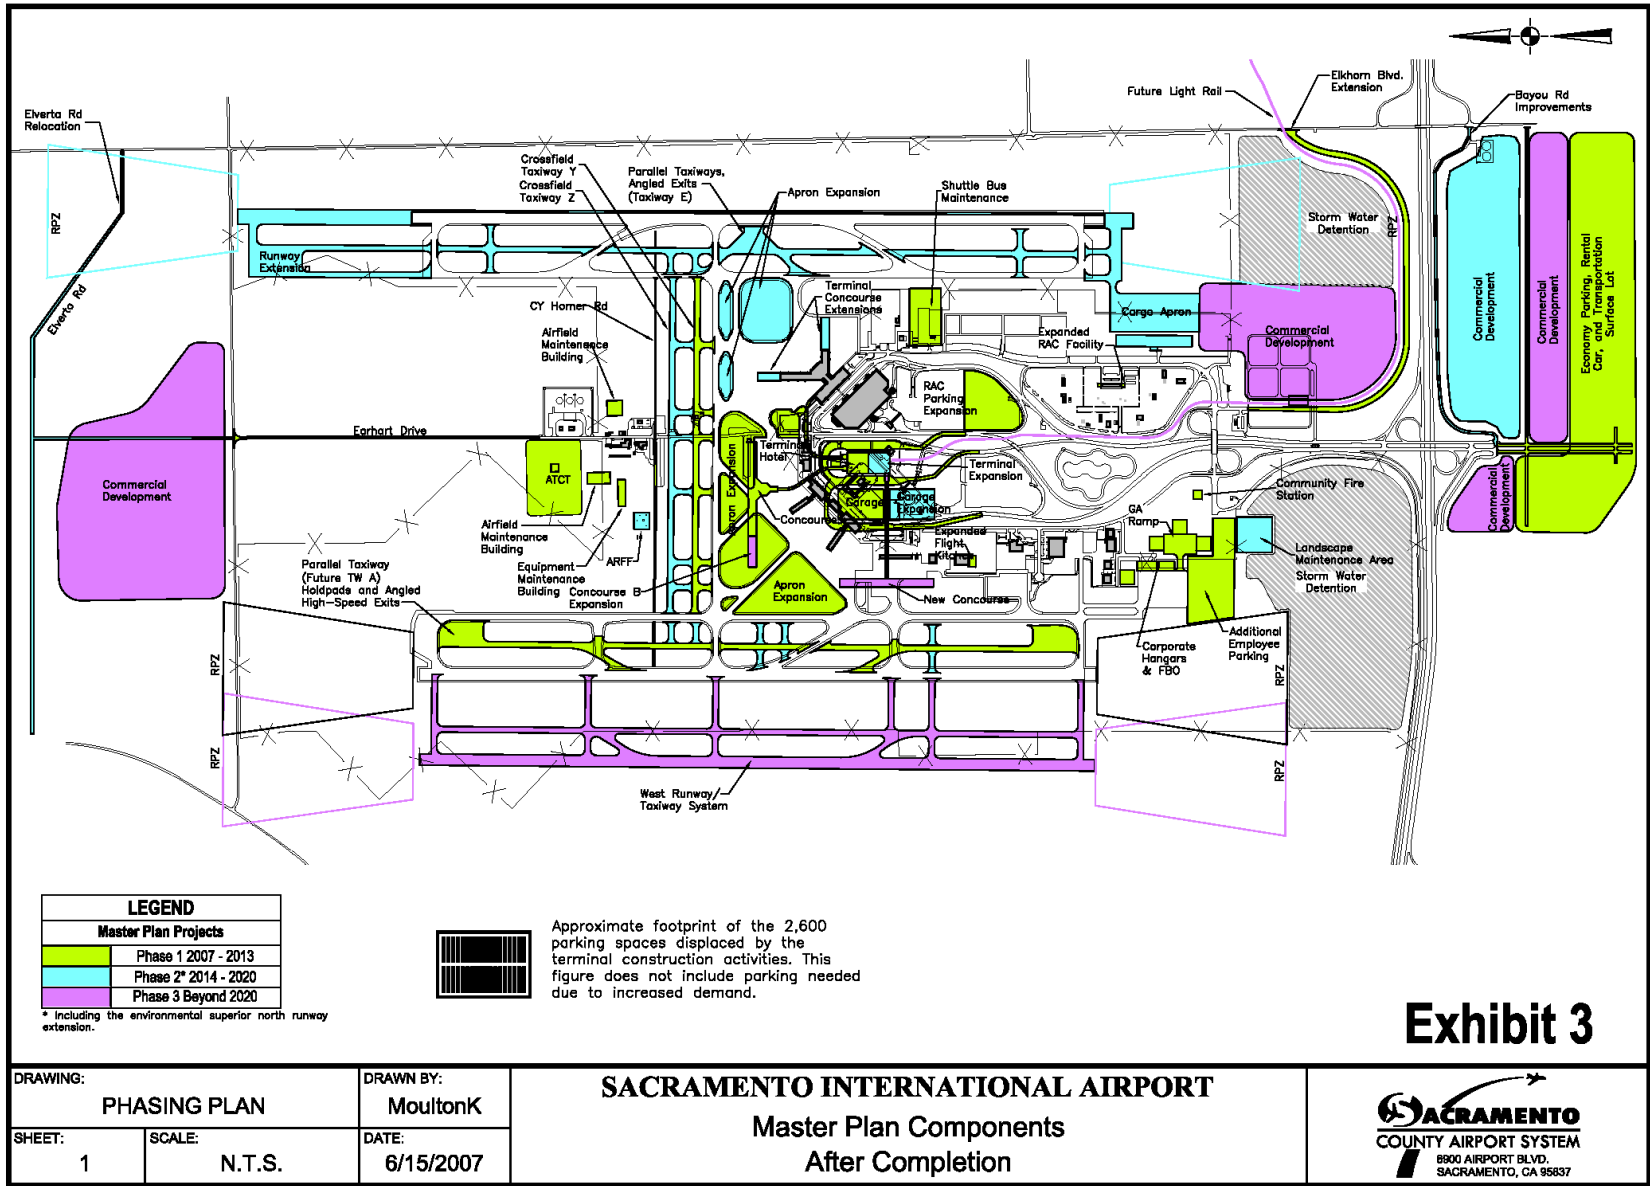 Elverta Rd
Relocation
Elkhorn Blvd.
Extension
Future Light Rail
Bayou Rd
Improvements
Crossfield
Taxiway Y
Crossfield
Taxiway Z
Parallel Taxiways,
Angled Exits
(Taxiway E)
Apron Expansion
Shuttle Bus
Maintenance
RPZ
Storm Water
Detention
RPZ
Runway
Extension
Elverta Rd
CY Homer Rd
Terminal
Concourse
Extensions
Cargo Apron
Airfield
Maintenance
Building
Expanded
RAC Facility
Commercial
Development
Commercial
Development
Commercial
Development
Economy Parking, Rental
Car, and Transportation
Surface Lot
RAC
Parking
Expansion
Earhart Drive
Terminal
Hotel
Commercial
Development
ATCT
Apron Expansion
Terminal
Expansion
Garage
Garage
Expansion
Community Fire
Station
Commercial
Development
Airfield
Maintenance
Building
Concourse
GA
Ramp
Expanded
Flight
Kitchen
Landscape
Maintenance Area
Storm Water
Detention
Parallel Taxiway
(Future TW A)
Holdpads and Angled
High-Speed Exits
Equipment
Maintenance
Building
ARFF
Concourse B
Expansion
Apron
Expansion
New Concourse
Corporate
Hangars
& FBO
Additional
Employee
Parking
RPZ
RPZ
RPZ
RPZ
West Runway/
Taxiway System
LEGEND
Master Plan Projects
Phase 1 2007 - 2013
Phase 2* 2014 - 2020
Phase 3 Beyond 2020
* Including the environmental superior north runway
extension.
Approximate footprint of the 2,600
parking spaces displaced by the
terminal construction activities. This
figure does not include parking needed
due to increased demand.
Exhibit 3
DRAWING:
PHASING PLAN
DRAWN BY:
MoultonK
SHEET:
1
SCALE:
N.T.S.
DATE:
6/15/2007
SACRAMENTO INTERNATIONAL AIRPORT
Master Plan Components
After Completion
SACRAMENTO
COUNTY AIRPORT SYSTEM
6900 AIRPORT BLVD.
SACRAMENTO, CA 95837